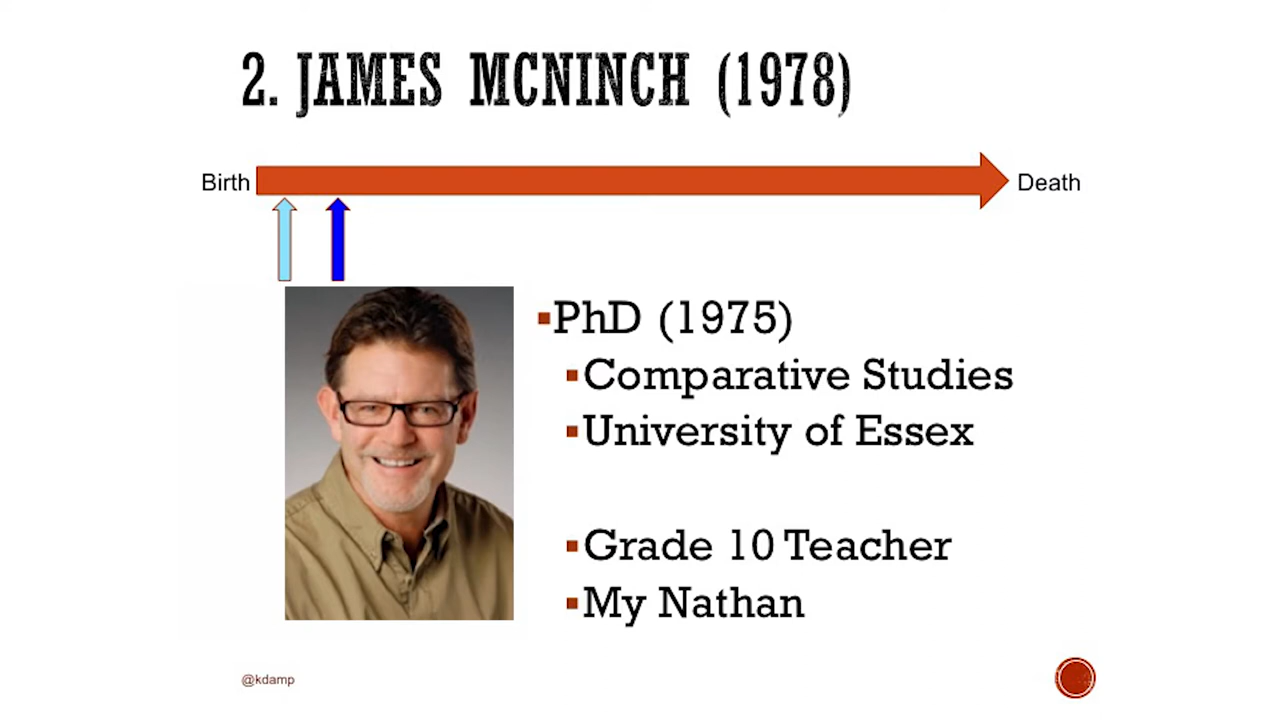 2. JAMES MCNINCH (1978)
Birth
Death
PhD (1975)
Comparative Studies
University of Essex
Grade 10 Teacher
My Nathan
@kdamp